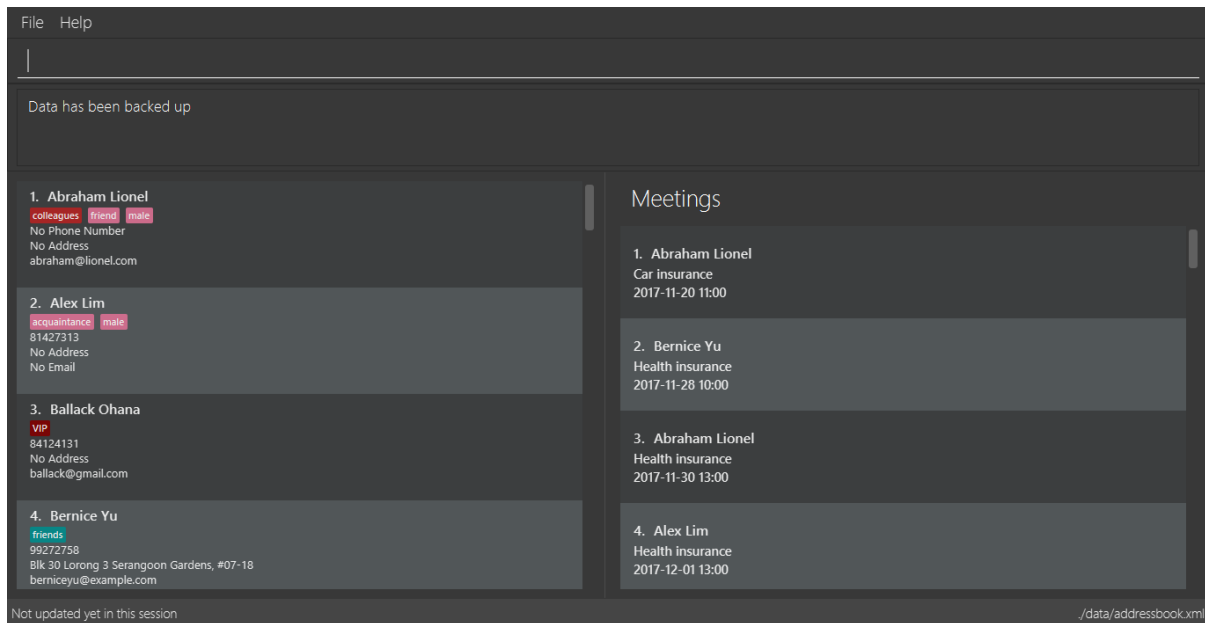 File Help
Data has been backed up
1. Abraham Lionel
colleagues friend male
No Phone Number
No Address
abraham@lionel.com
2. Alex Lim
acquaintance male
81427313
No Address
No Email
3. Ballack Ohana
VIP
84124131
No Address
ballack@gmail.com
4. Bernice Yu
friends
99272758
Blk 30 Lorong 3 Serangoon Gardens, #07-18
berniceyu@example.com
Meetings
1. Abraham Lionel
Car insurance
2017-11-20 11:00
2. Bernice Yu
Health insurance
2017-11-28 10:00
3. Abraham Lionel
Health insurance
2017-11-30 13:00
4. Alex Lim
Health insurance
2017-12-01 13:00
Not updated yet in this session
./data/addressbook.xml